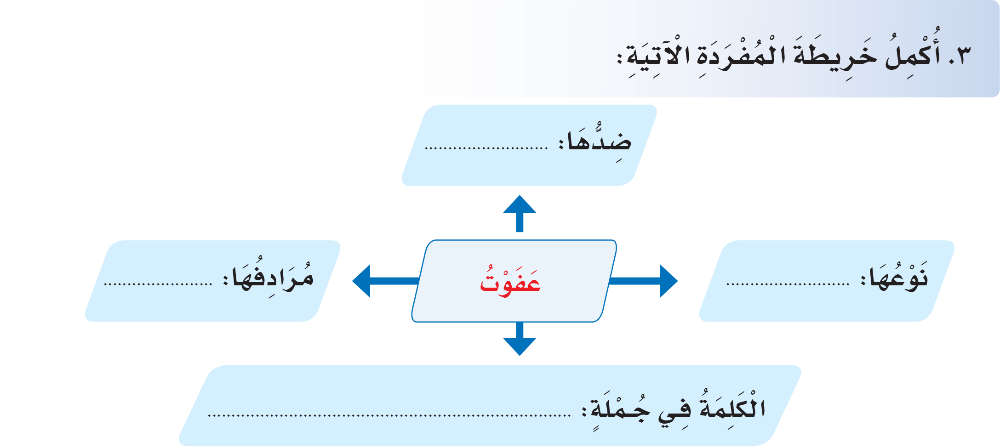 ٣. أُكْمِلُ خَرِيطَةَ الْمُفْرَدَةِ الْآتِيَةِ:
ضِدُّهَا: ..........................
نَوْعُهَا: ..........................
عَفَوْتُ
مُرَادِفُهَا: .......................
الْكَلِمَةُ فِي جُمْلَةٍ: ............................................................................